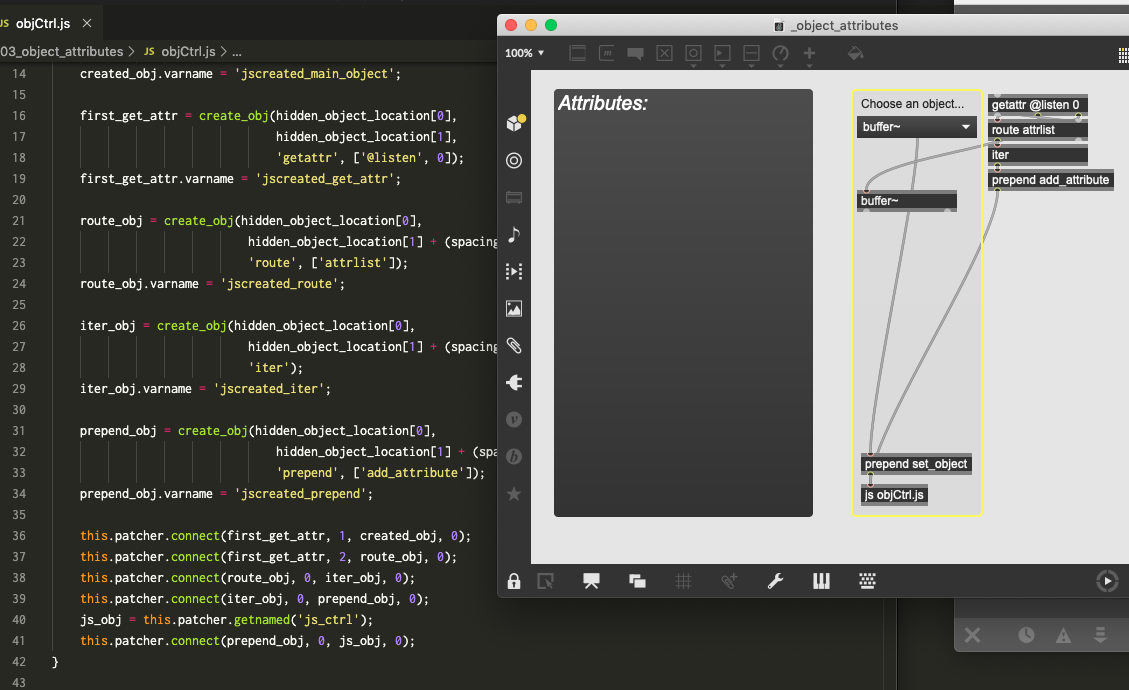 JS objCtrl.js ×
03_object_attributes > JS objCtrl.js > ...
14 created_obj.varname = 'jscreated_main_object';
15
16 first_get_attr = create_obj(hidden_object_location[0],
17 hidden_object_location[1],
18 'getattr', ['@listen', 0]);
19 first_get_attr.varname = 'jscreated_get_attr';
20
21 route_obj = create_obj(hidden_object_location[0],
22 hidden_object_location[1] + (spacing
23 'route', ['attrlist']);
24 route_obj.varname = 'jscreated_route';
25
26 iter_obj = create_obj(hidden_object_location[0],
27 hidden_object_location[1] + (spacing
28 'iter');
29 iter_obj.varname = 'jscreated_iter';
30
31 prepend_obj = create_obj(hidden_object_location[0],
32 hidden_object_location[1] + (spa
33 'prepend', ['add_attribute']);
34 prepend_obj.varname = 'jscreated_prepend';
35
36 this.patcher.connect(first_get_attr, 1, created_obj, 0);
37 this.patcher.connect(first_get_attr, 2, route_obj, 0);
38 this.patcher.connect(route_obj, 0, iter_obj, 0);
39 this.patcher.connect(iter_obj, 0, prepend_obj, 0);
40 js_obj = this.patcher.getnamed('js_ctrl');
41 this.patcher.connect(prepend_obj, 0, js_obj, 0);
42 }
43
_object_attributes
100% ▼
Attributes:
Choose an object...
buffer~
buffer~
getattr @listen 0
route attrlist
iter
prepend add_attribute
prepend set_object
js objCtrl.js